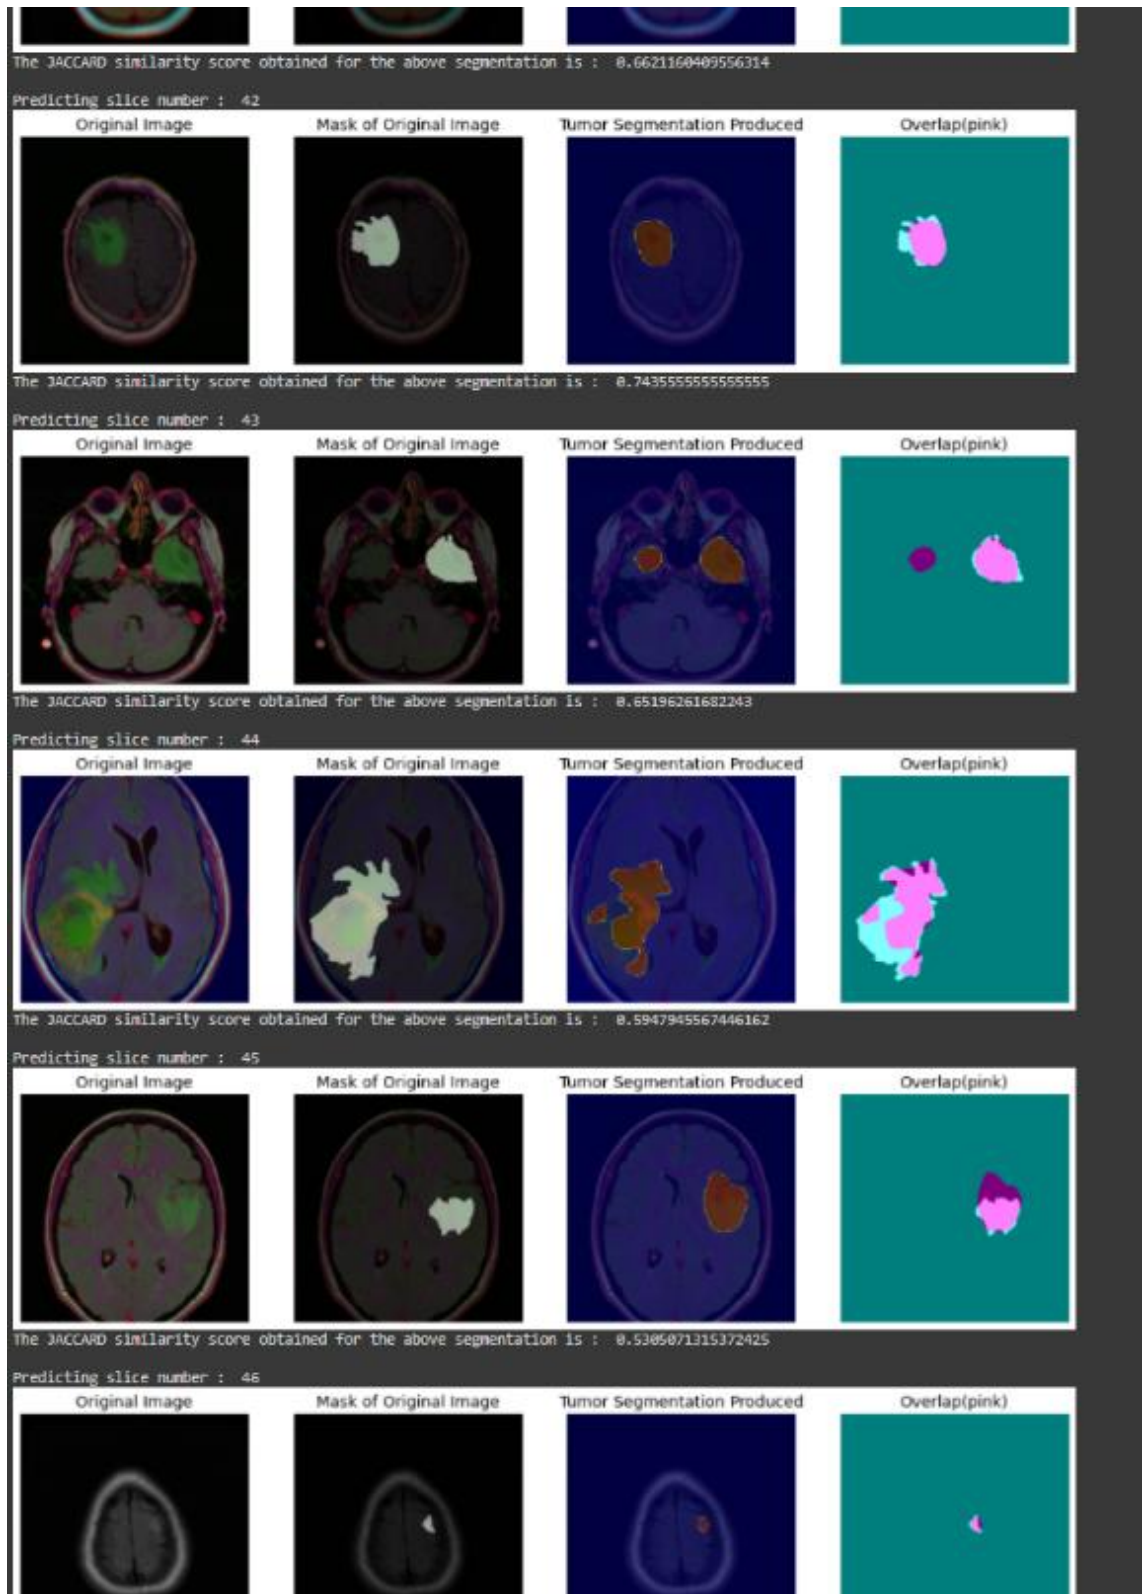 The JACCARD similarity score obtained for the above segmentation is :  0.6621160409556314
Predicting slice number :  42
Original Image Mask of Original Image Tumor Segmentation Produced Overlap(pink)
The JACCARD similarity score obtained for the above segmentation is :  0.7435555555555555
Predicting slice number :  43
Original Image Mask of Original Image Tumor Segmentation Produced Overlap(pink)
The JACCARD similarity score obtained for the above segmentation is :  0.65196261682243
Predicting slice number :  44
Original Image Mask of Original Image Tumor Segmentation Produced Overlap(pink)
The JACCARD similarity score obtained for the above segmentation is :  0.5947945567446162
Predicting slice number :  45
Original Image Mask of Original Image Tumor Segmentation Produced Overlap(pink)
The JACCARD similarity score obtained for the above segmentation is :  0.5305071315372425
Predicting slice number :  46
Original Image Mask of Original Image Tumor Segmentation Produced Overlap(pink)